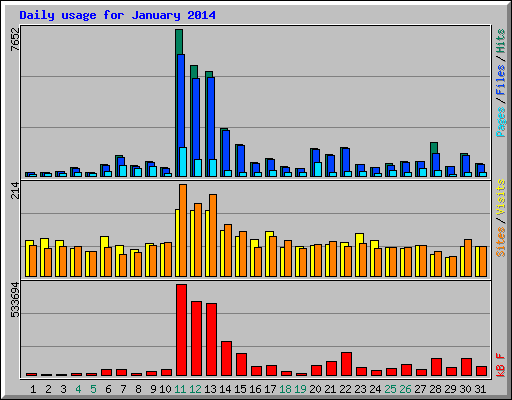 Daily usage for January 2014
7652
Pages / Files / Hits
214
Sites / Visits
533694
kB F
1 2 3 4 5 6 7 8 9 10 11 12 13 14 15 16 17 18 19 20 21 22 23 24 25 26 27 28 29 30 31